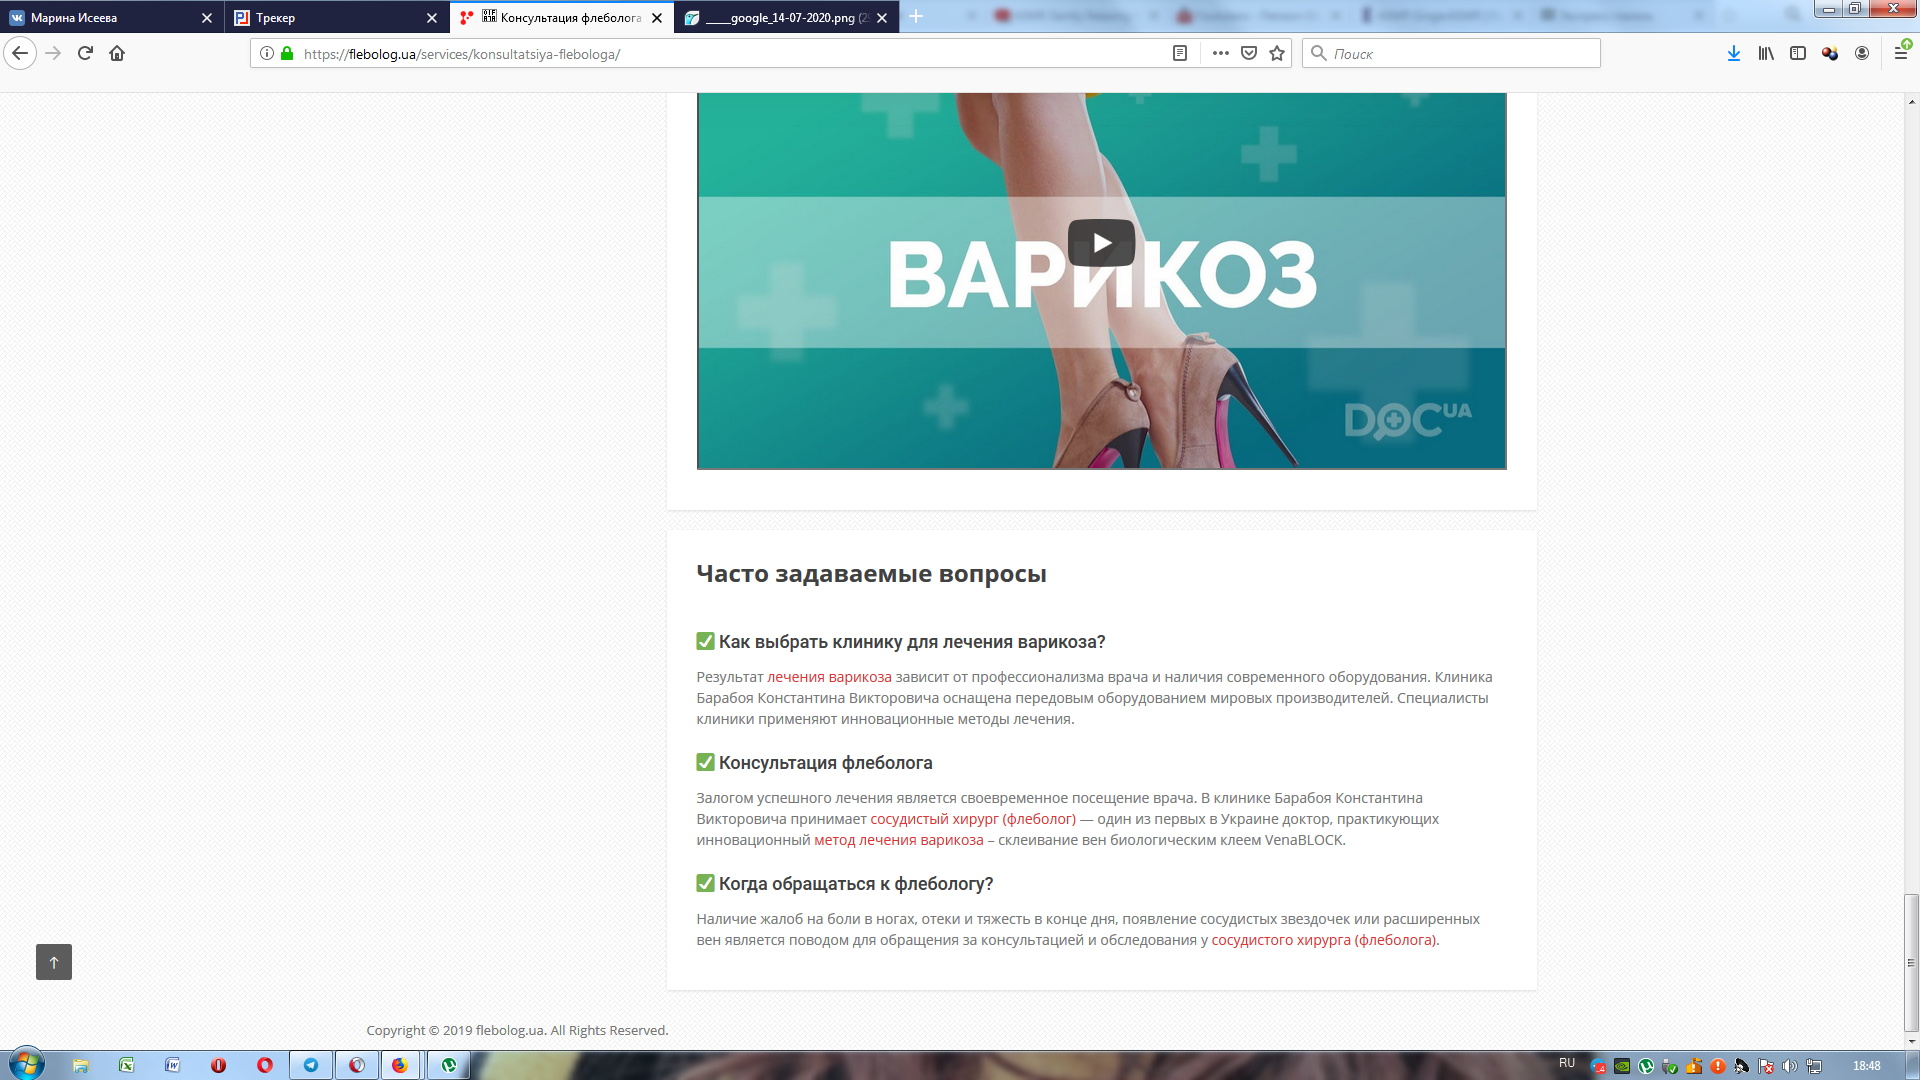 Марина Исеева
Трекер
Консультация флеболога
____google_14-07-2020.png (2
https://flebolog.ua/services/konsultatsiya-flebologa/
Поиск
ВАРИКОЗ
DOC UA
Часто задаваемые вопросы
✅ Как выбрать клинику для лечения варикоза?
Результат лечения варикоза зависит от профессионализма врача и наличия современного оборудования. Клиника
Барабоя Константина Викторовича оснащена передовым оборудованием мировых производителей. Специалисты
клиники применяют инновационные методы лечения.
✅ Консультация флеболога
Залогом успешного лечения является своевременное посещение врача. В клинике Барабоя Константина
Викторовича принимает сосудистый хирург (флеболог) — один из первых в Украине доктор, практикующих
инновационный метод лечения варикоза – склеивание вен биологическим клеем VenaBLOCK.
✅ Когда обращаться к флебологу?
Наличие жалоб на боли в ногах, отеки и тяжесть в конце дня, появление сосудистых звездочек или расширенных
вен является поводом для обращения за консультацией и обследования у сосудистого хирурга (флеболога).
Copyright © 2019 flebolog.ua. All Rights Reserved.
RU
18:48